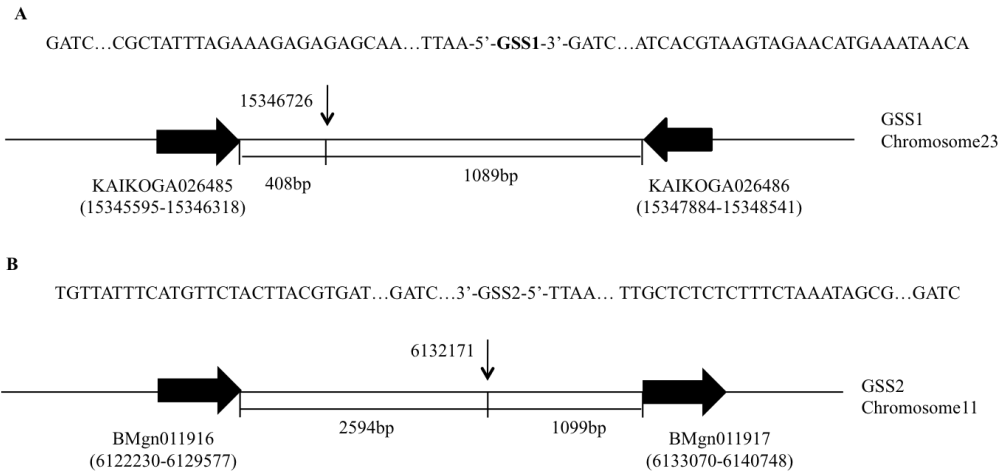 A
GATC…CGCTATTTAGAAAGAGAGAGCAA…TTAA-5’-GSS1-3’-GATC…ATCACGTAAGTAGAACATGAAATAACA
15346726
GSS1
Chromosome23
408bp
1089bp
KAIKOGA026485
(15345595-15346318)
KAIKOGA026486
(15347884-15348541)
B
TGTTATTTCATGTTCTACTTACGTGAT…GATC…3’-GSS2-5’-TTAA… TTGCTCTCTCTTTCTAAATAGCG…GATC
6132171
GSS2
Chromosome11
2594bp
1099bp
BMgn011916
(6122230-6129577)
BMgn011917
(6133070-6140748)